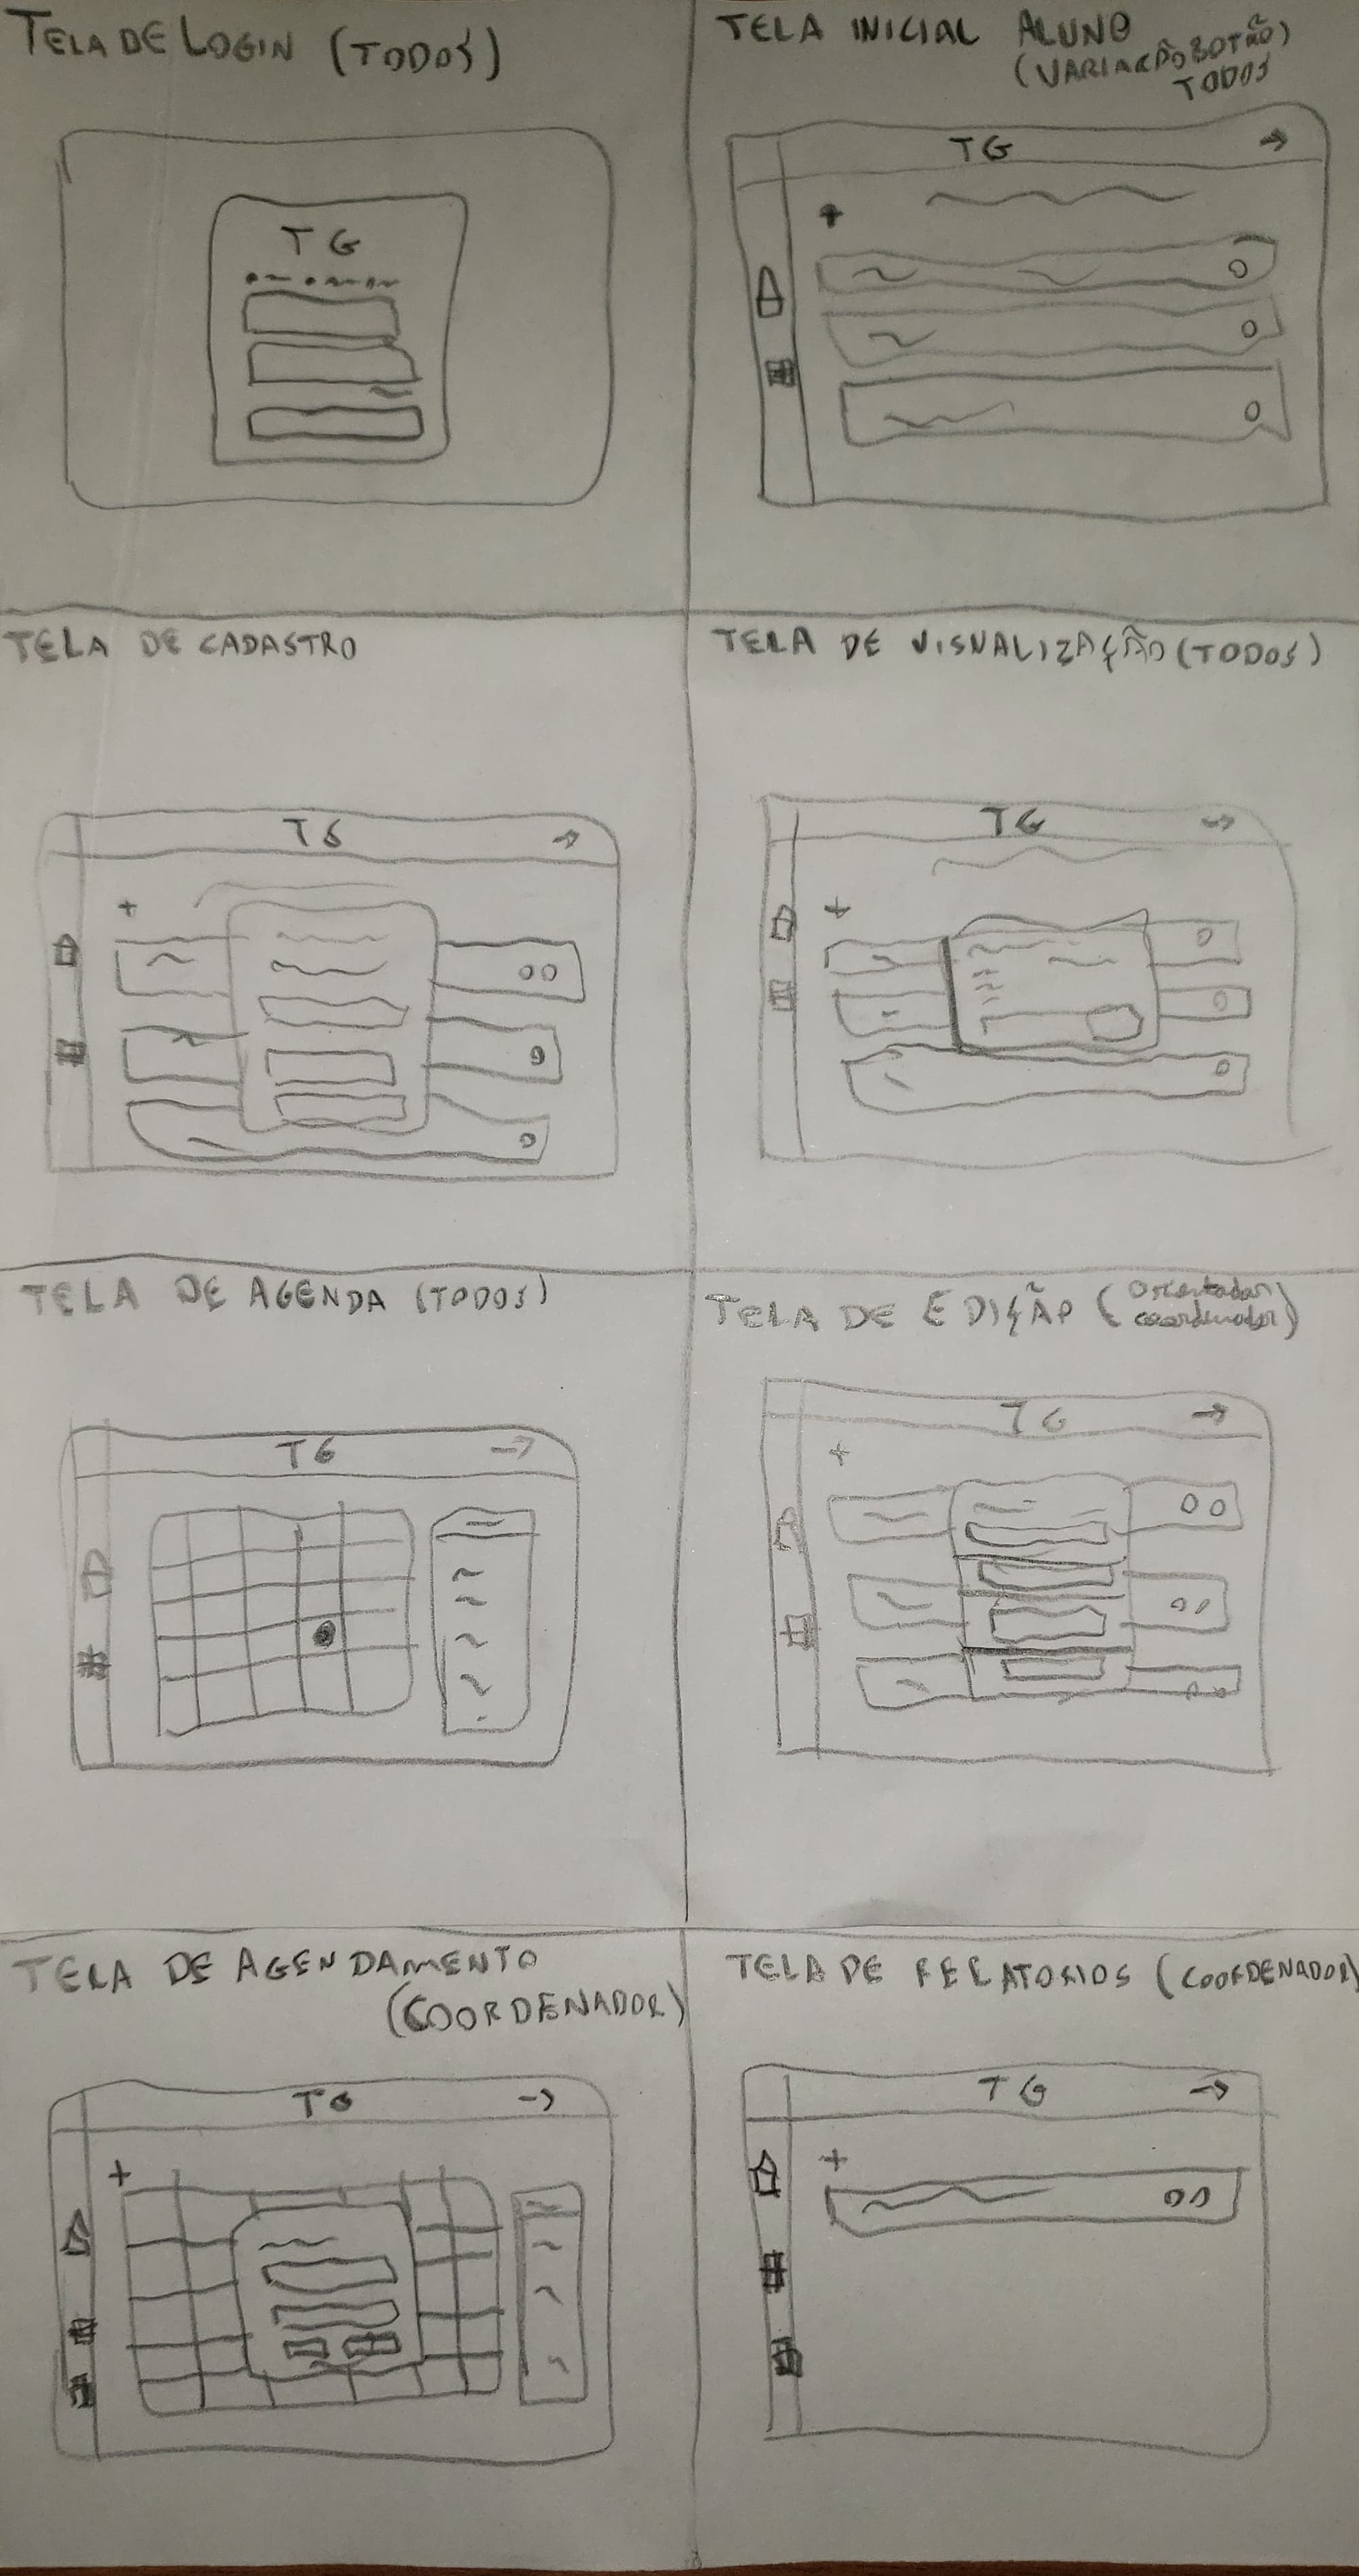 TELA DE LOGIN (TODOS)
TG
TELA INICIAL ALUNO
(VARIAÇÃO BOTÃO)
TODOS
TG
TELA DE CADASTRO
TG
TELA DE VISUALIZAÇÃO (TODOS)
TG
TELA DE AGENDA (TODOS)
TG
TELA DE EDIÇÃO (Orientador
coordenador)
TG
TELA DE AGENDAMENTO
(COORDENADOR)
TG
TELA DE RELATORIOS (COORDENADOR)
TG